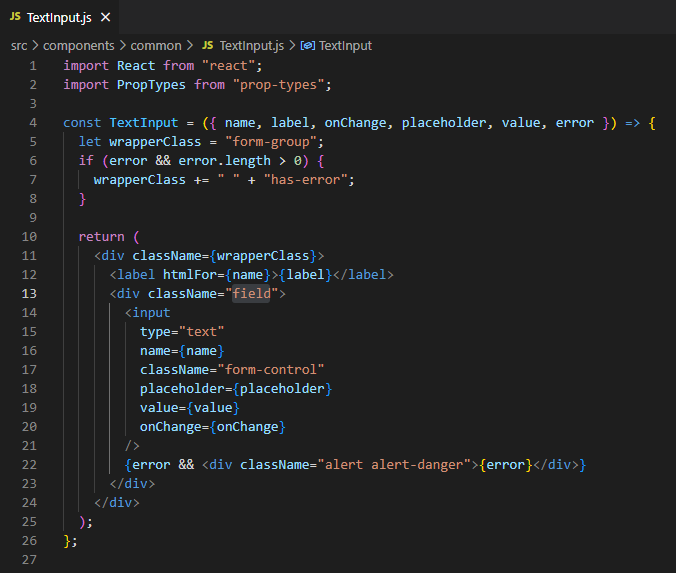 JS TextInput.js ×
src > components > common > JS TextInput.js > TextInput
1 import React from "react";
2 import PropTypes from "prop-types";
3
4 const TextInput = ({ name, label, onChange, placeholder, value, error }) => {
5   let wrapperClass = "form-group";
6   if (error && error.length > 0) {
7     wrapperClass += " " + "has-error";
8   }
9
10   return (
11     <div className={wrapperClass}>
12       <label htmlFor={name}>{label}</label>
13       <div className="field">
14         <input
15           type="text"
16           name={name}
17           className="form-control"
18           placeholder={placeholder}
19           value={value}
20           onChange={onChange}
21         />
22         {error && <div className="alert alert-danger">{error}</div>}
23       </div>
24     </div>
25   );
26 };
27